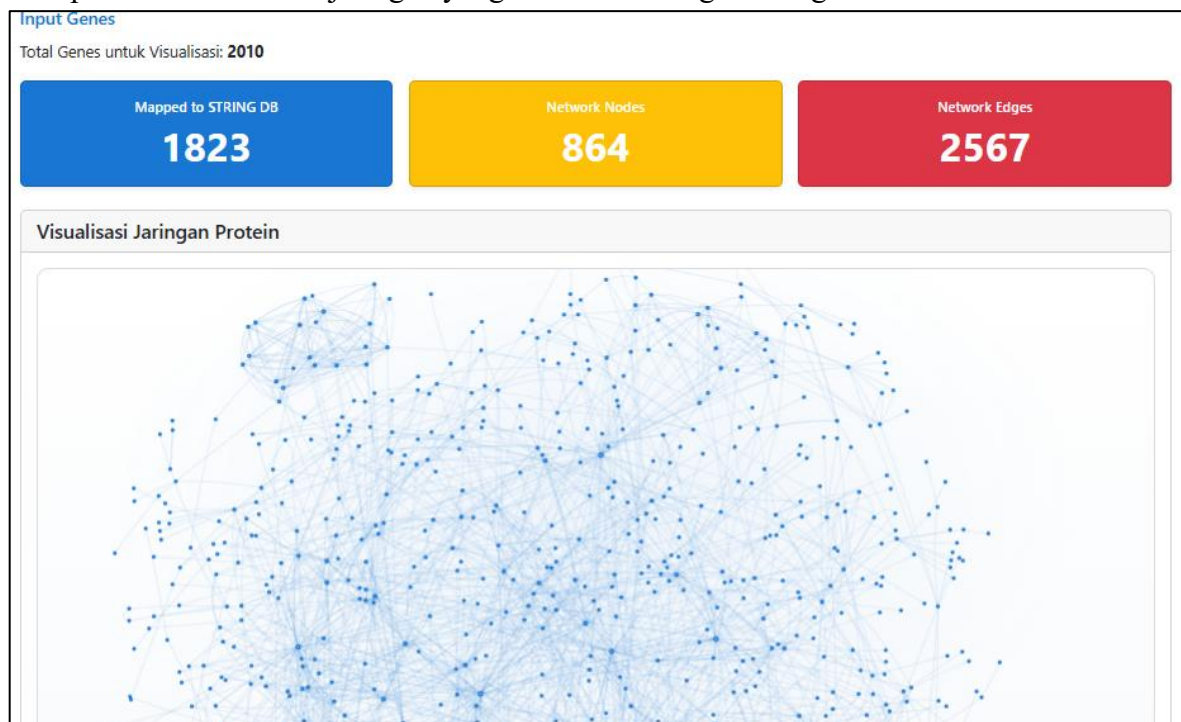 Input Genes
Total Genes untuk Visualisasi: 2010
Mapped to STRING DB
1823
Network Nodes
864
Network Edges
2567
Visualisasi Jaringan Protein